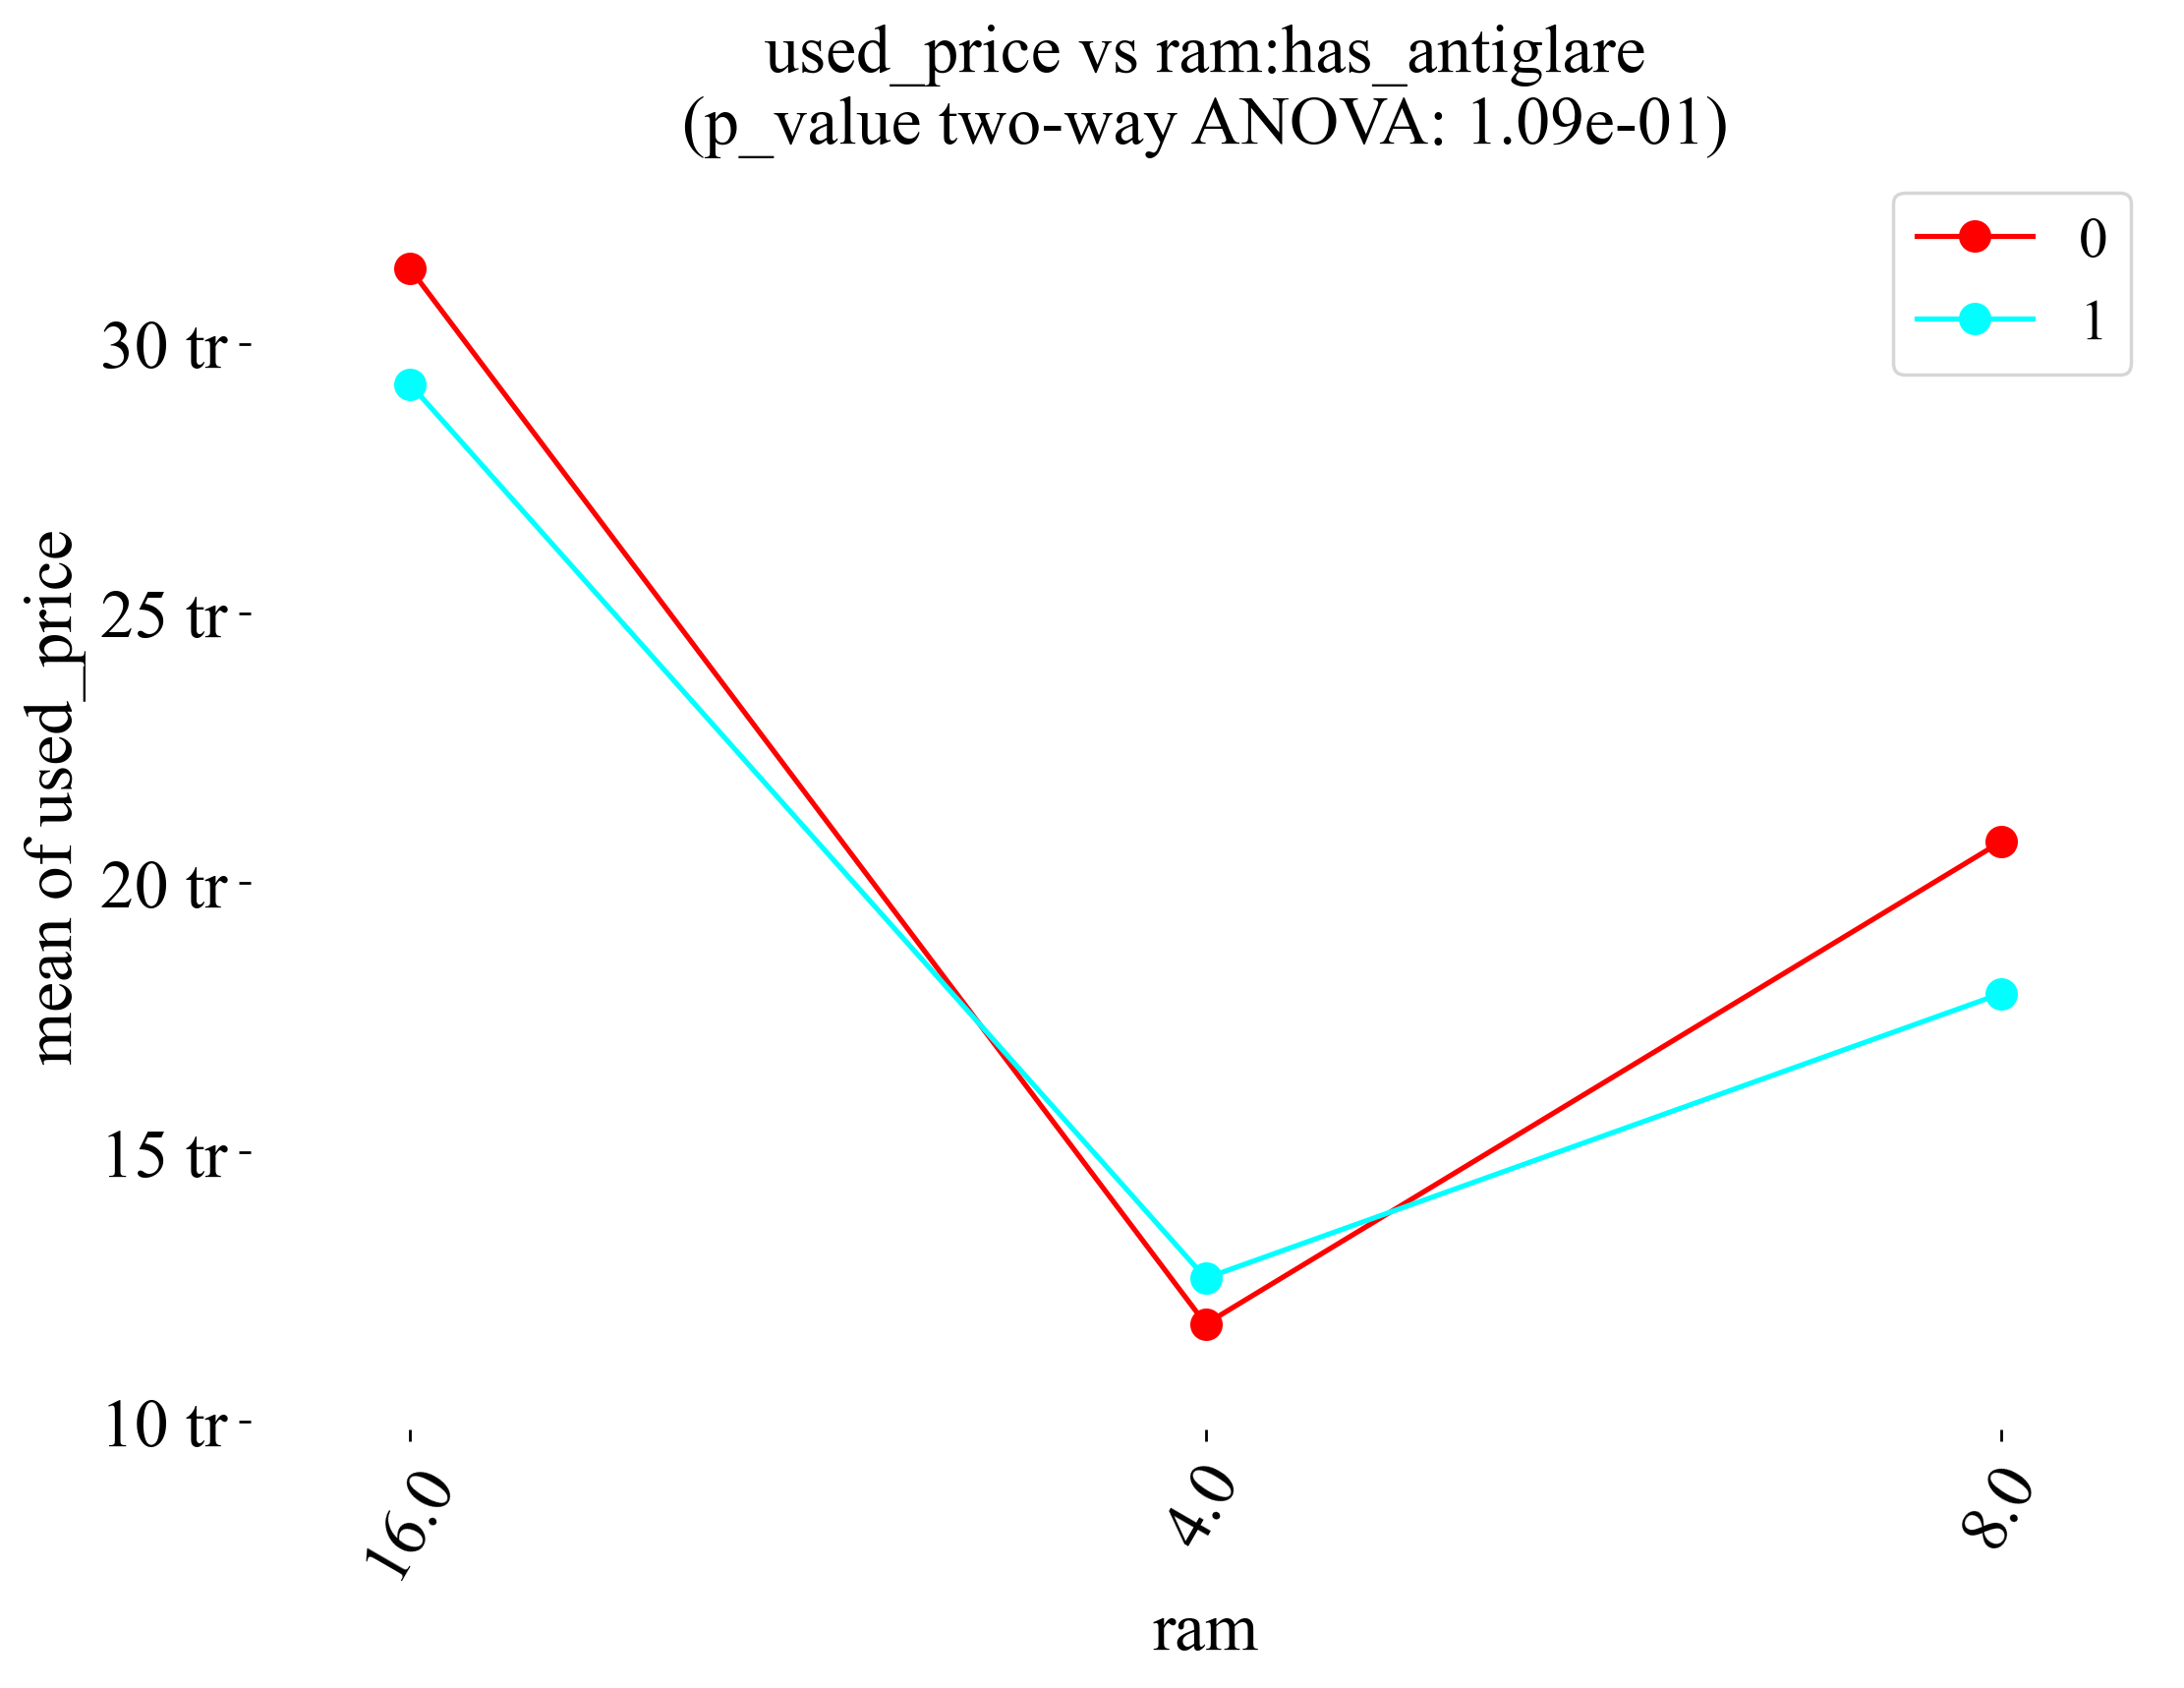 used_price vs ram:has_antiglare
(p_value two-way ANOVA: 1.09e-01)
0
1
30 tr
25 tr
20 tr
15 tr
10 tr
mean of used_price
16.0
4.0
8.0
ram